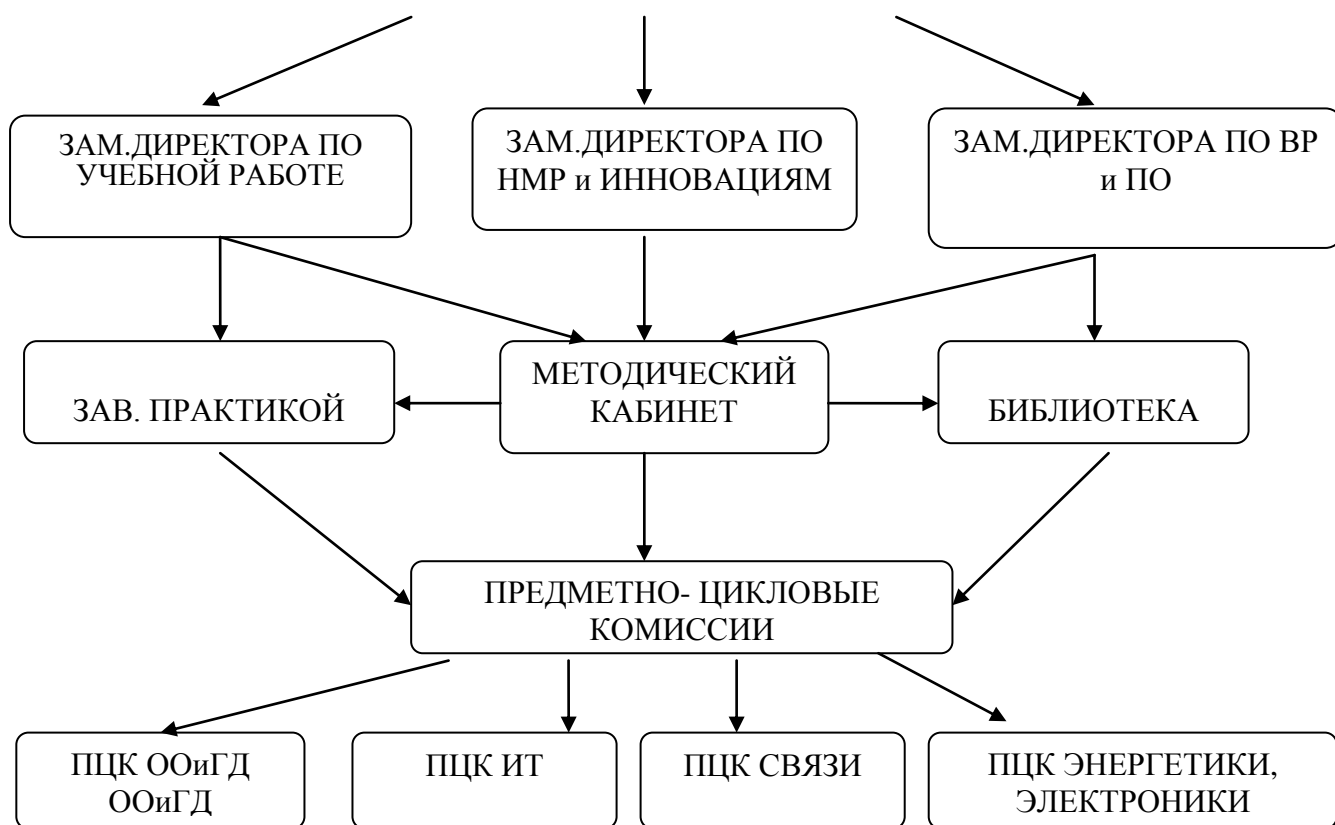 ЗАМ.ДИРЕКТОРА ПО
УЧЕБНОЙ РАБОТЕ
ЗАМ.ДИРЕКТОРА ПО
НМР и ИННОВАЦИЯМ
ЗАМ.ДИРЕКТОРА ПО ВР
и ПО
ЗАВ. ПРАКТИКОЙ
МЕТОДИЧЕСКИЙ
КАБИНЕТ
БИБЛИОТЕКА
ПРЕДМЕТНО- ЦИКЛОВЫЕ
КОМИССИИ
ПЦК ООиГД
ООиГД
ПЦК ИТ
ПЦК СВЯЗИ
ПЦК ЭНЕРГЕТИКИ,
ЭЛЕКТРОНИКИ